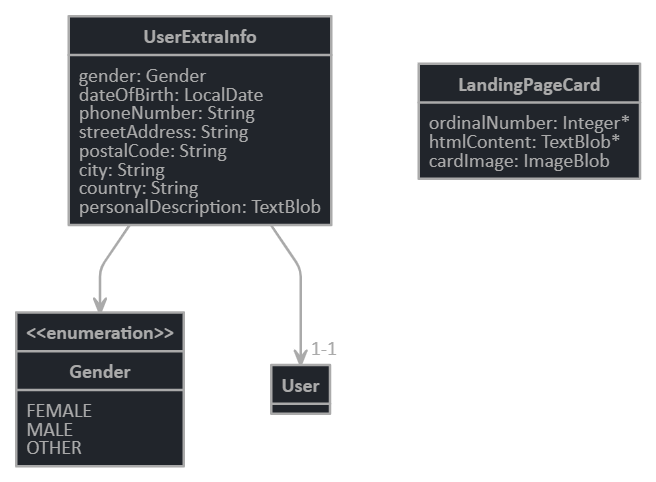 UserExtraInfo
gender: Gender
dateOfBirth: LocalDate
phoneNumber: String
streetAddress: String
postalCode: String
city: String
country: String
personalDescription: TextBlob
LandingPageCard
ordinalNumber: Integer*
htmlContent: TextBlob*
cardImage: ImageBlob
<<enumeration>>
Gender
FEMALE
MALE
OTHER
1-1
User